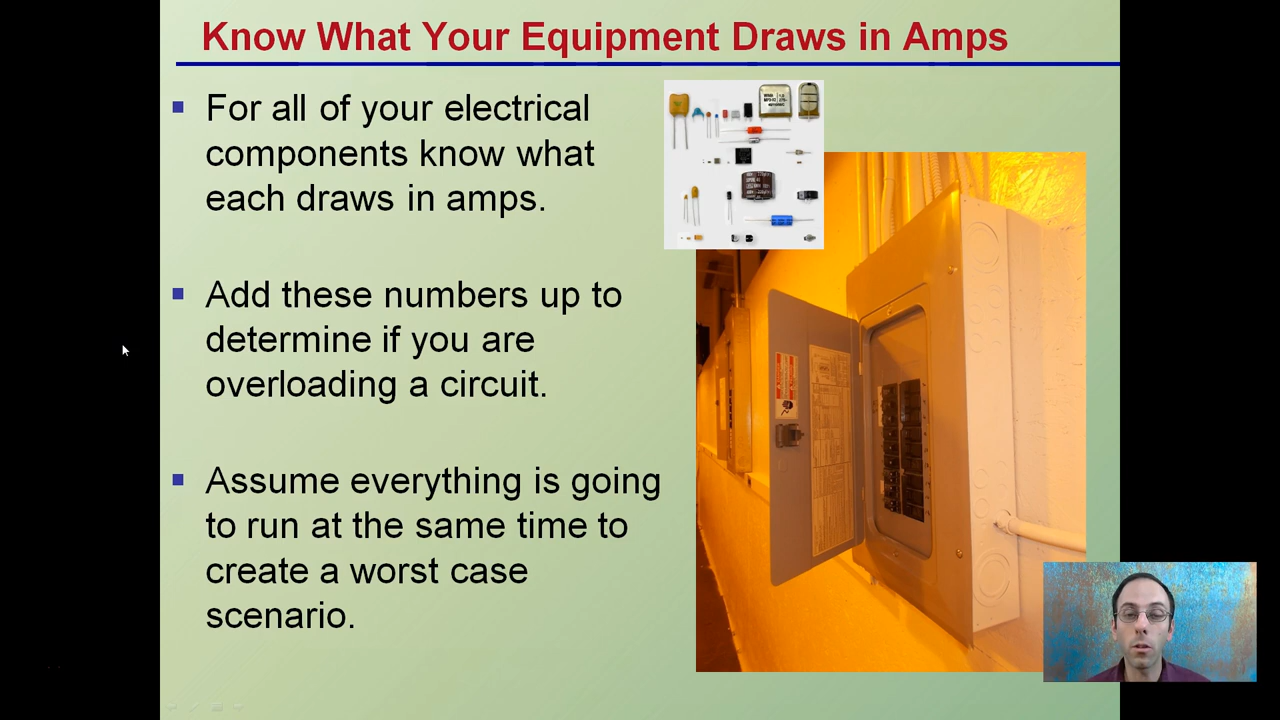 Know What Your Equipment Draws in Amps
For all of your electrical
components know what
each draws in amps.
Add these numbers up to
determine if you are
overloading a circuit.
Assume everything is going
to run at the same time to
create a worst case
scenario.